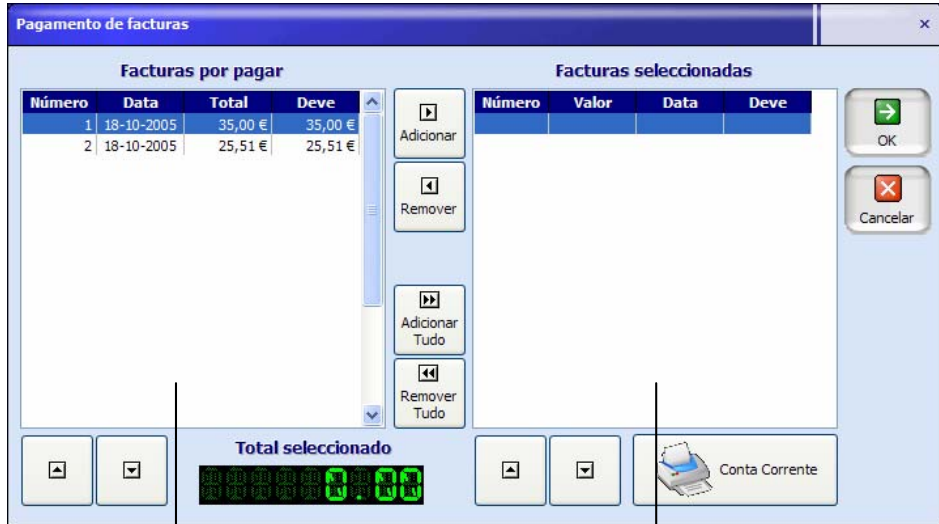 Pagamento de facturas
Facturas por pagar
Número Data Total Deve
1 18-10-2005 35,00 € 35,00 €
2 18-10-2005 25,51 € 25,51 €
Adicionar
Remover
Adicionar
Tudo
Remover
Tudo
Facturas seleccionadas
Número Valor Data Deve
OK
Cancelar
Total seleccionado
0.00
Conta Corrente